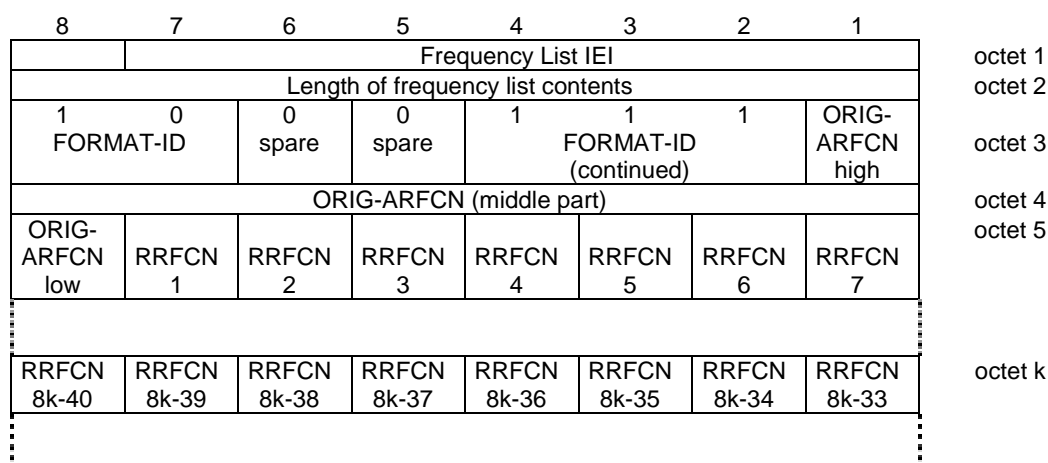 8 7 6 5 4 3 2 1
Frequency List IEI octet 1
Length of frequency list contents octet 2
1 0 0 0 1 1 1 ORIG-
FORMAT-ID spare spare FORMAT-ID ARFCN octet 3
(continued) high
ORIG-ARFCN (middle part) octet 4
ORIG- octet 5
ARFCN RRFCN RRFCN RRFCN RRFCN RRFCN RRFCN RRFCN
low 1 2 3 4 5 6 7
RRFCN RRFCN RRFCN RRFCN RRFCN RRFCN RRFCN RRFCN octet k
8k-40 8k-39 8k-38 8k-37 8k-36 8k-35 8k-34 8k-33